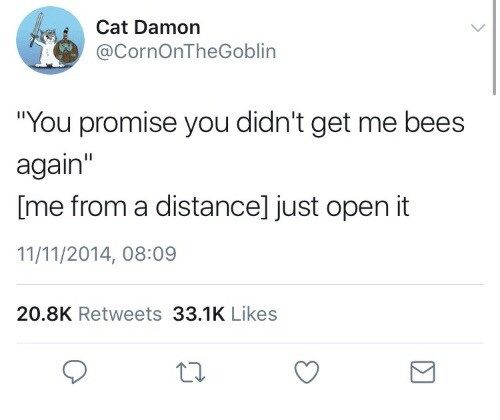 Cat Damon
@CornOnTheGoblin
"You promise you didn't get me bees
again"
[me from a distance] just open it
11/11/2014, 08:09
20.8K Retweets 33.1K Likes